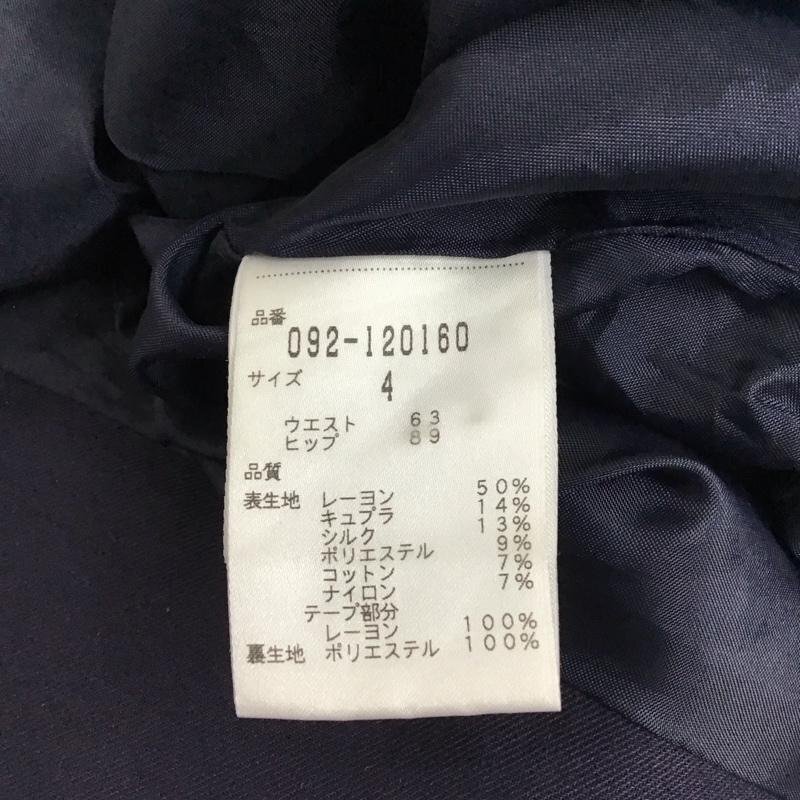 品番
092-120160
サイズ 4
ウエスト 63
ヒップ 89
品質
表生地 レーヨン 50%
キュプラ 14%
シルク 13%
ポリエステル 9%
コットン 7%
ナイロン 7%
テープ部分
レーヨン 100%
裏生地 ポリエステル 100%